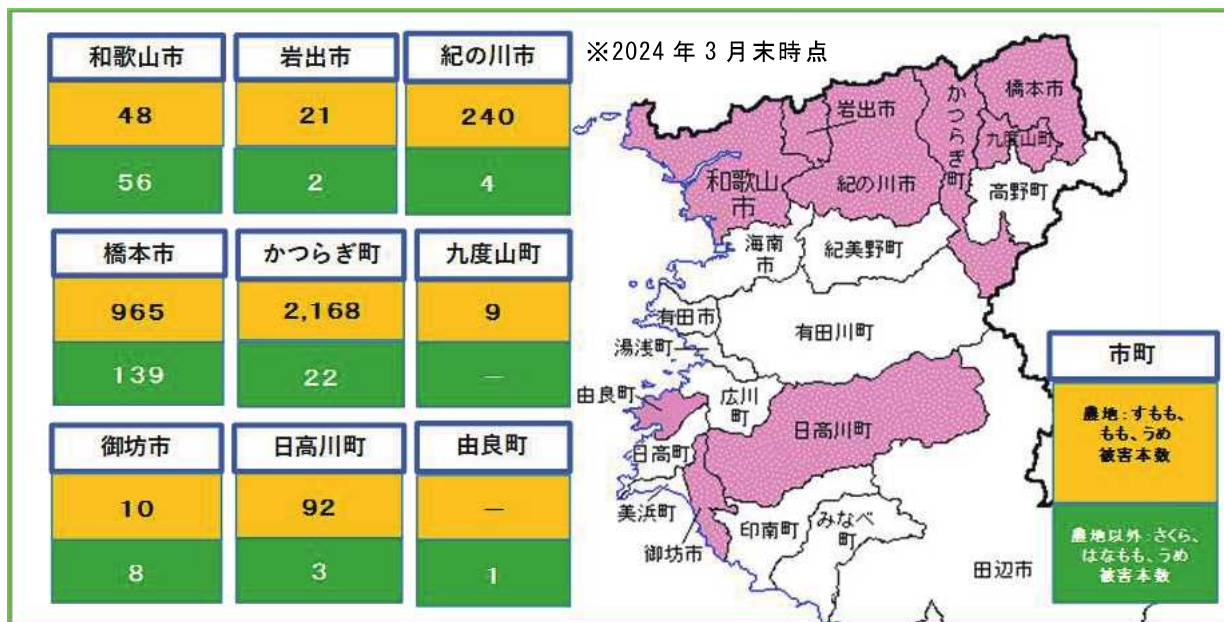 ※2024 年 3 月末時点
和歌山市 岩出市 紀の川市
48 21 240
56 2 4
橋本市 かつらぎ町 九度山町
965 2,168 9
139 22 －
御坊市 日高川町 由良町
10 92 －
8 3 1
橋本市
かつらぎ町
岩出市
九度山町
和歌山
市
紀の川市
高野町
海南
市
紀美野町
有田市
有田川町
湯浅町
由良町
広川
町
日高川町
日高町
美浜町
印南町
みなべ
町
御坊市
田辺市
市町
農地：すもも、
もも、うめ
被害本数
農地以外：さくら、
はなもも、うめ
被害本数